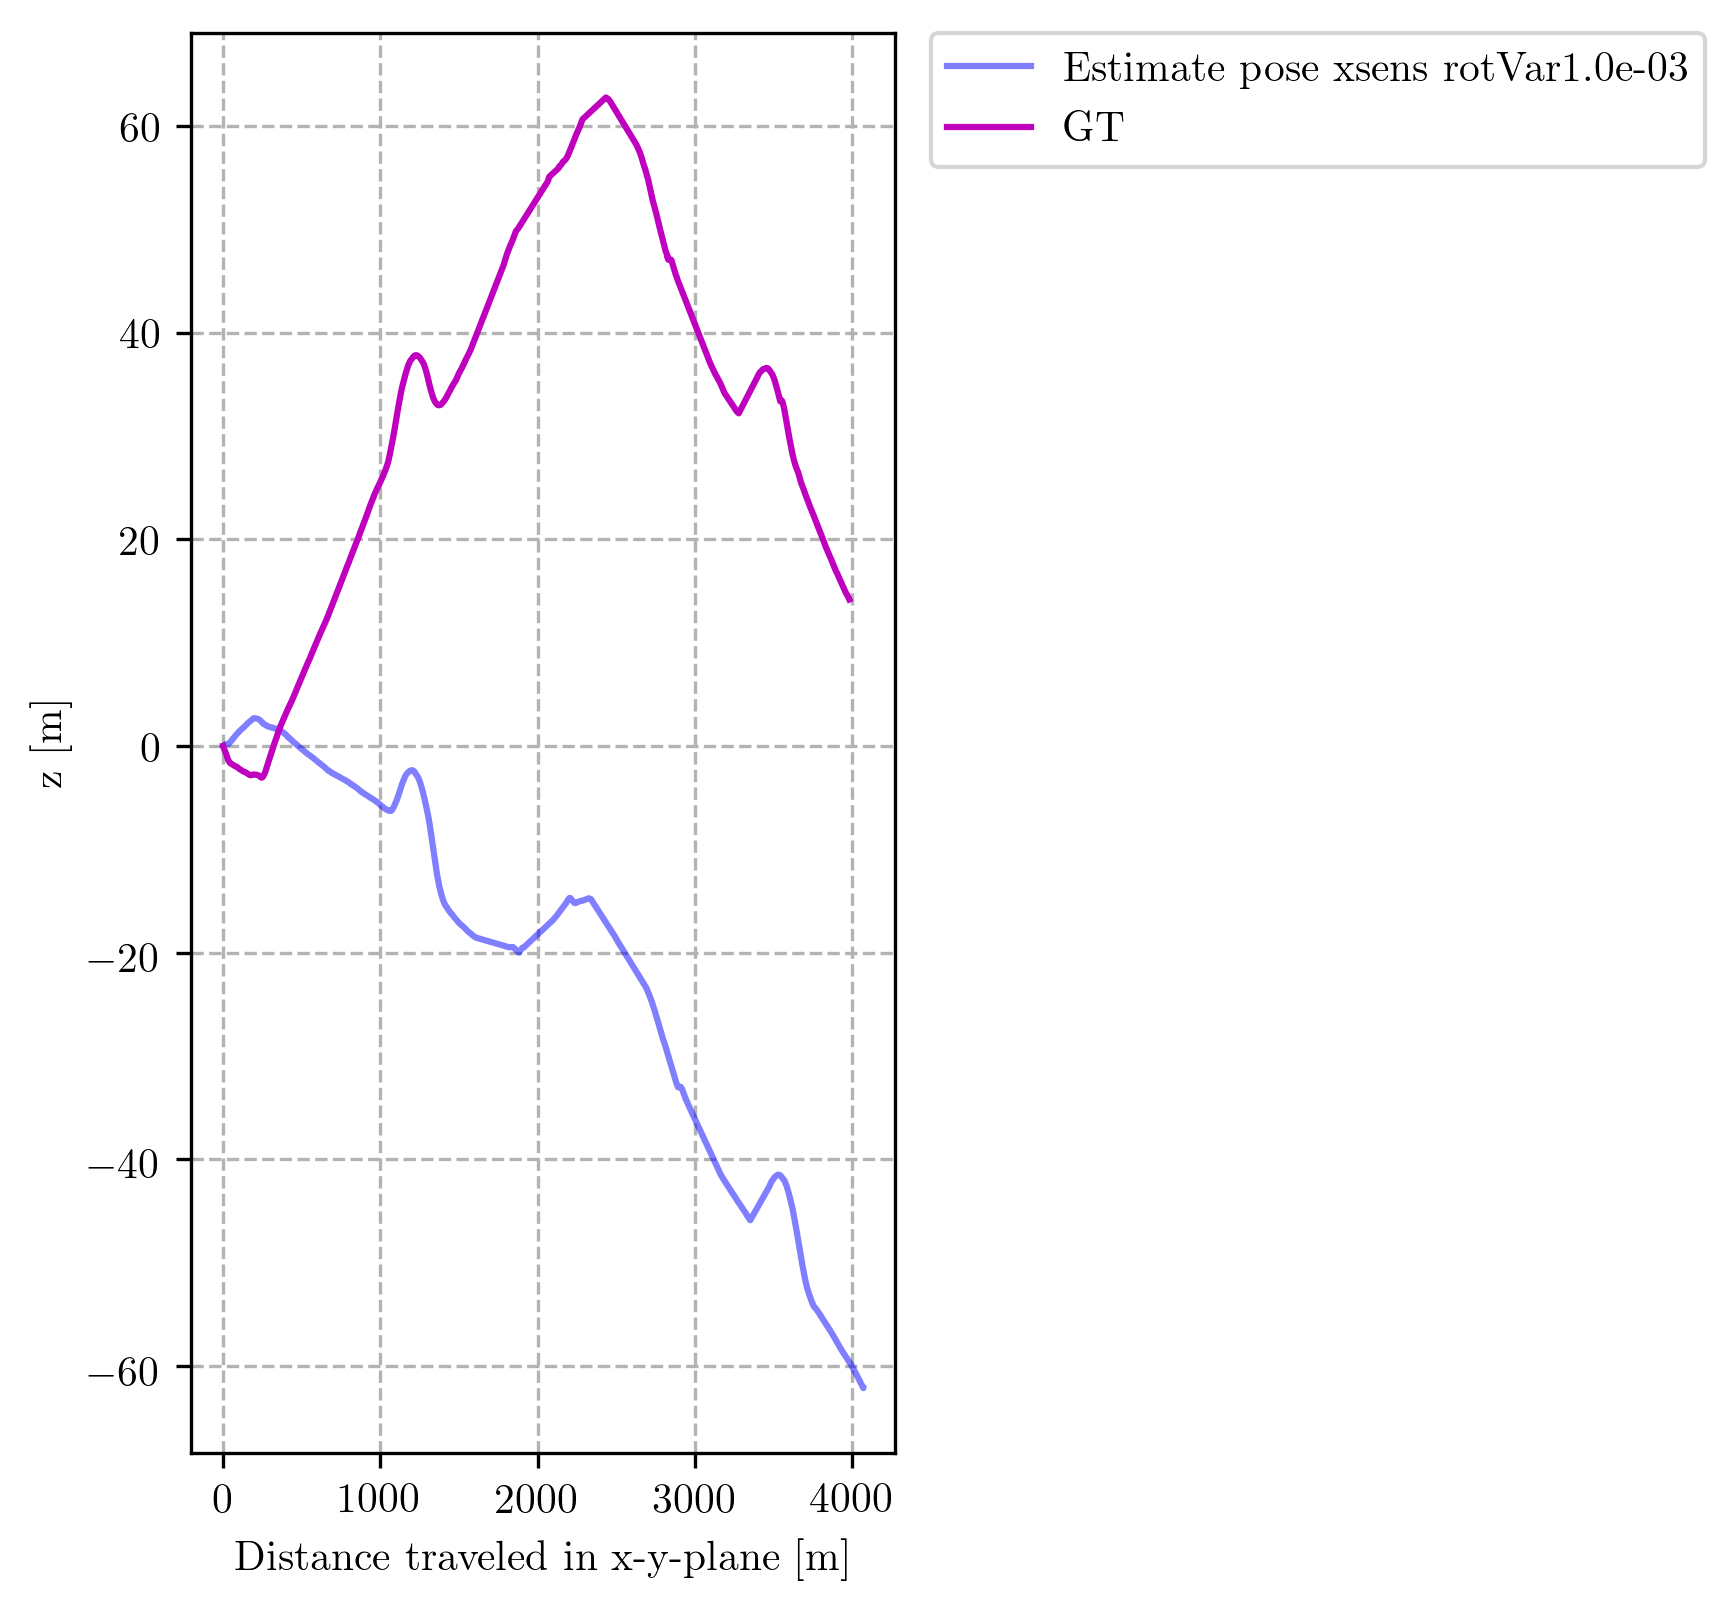 Estimate pose xsens rotVar1.0e-03
GT
60
40
20
0
−20
−40
−60
z [m]
0 1000 2000 3000 4000
Distance traveled in x-y-plane [m]